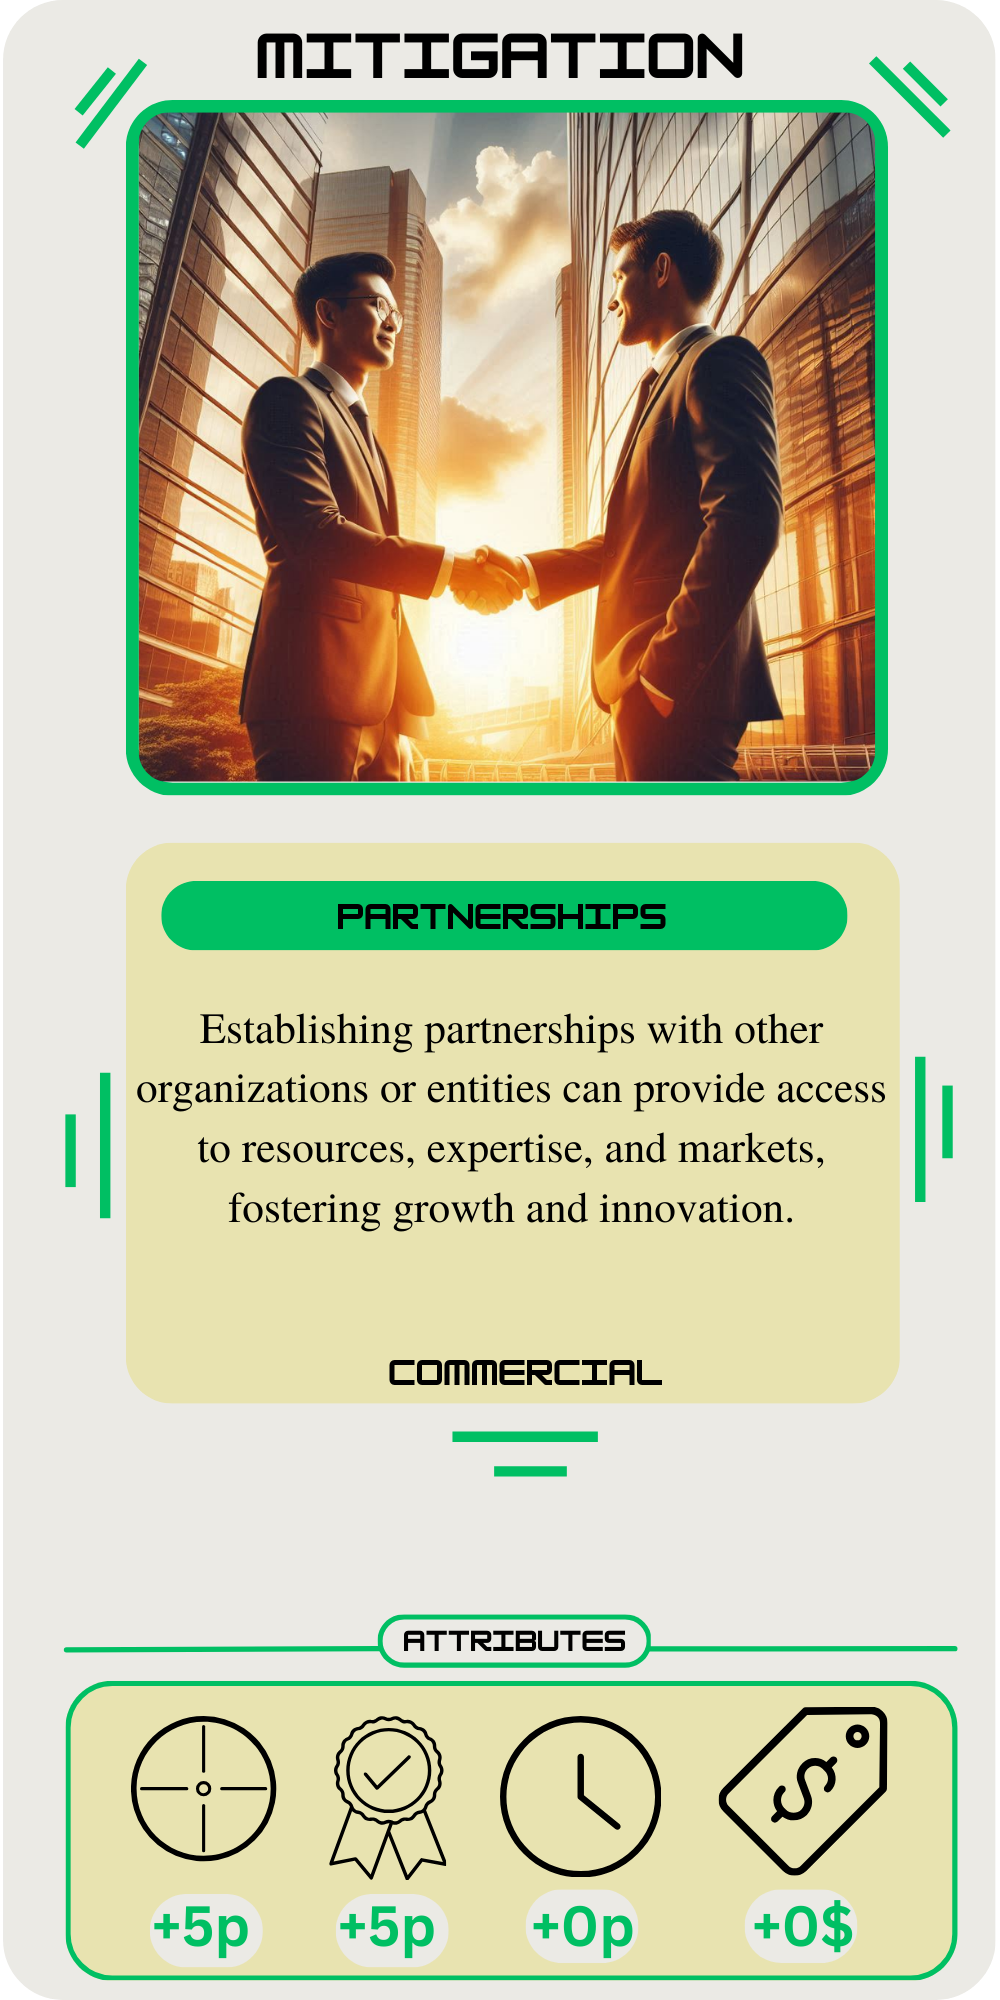 MITIGATION
PARTNERSHIPS
Establishing partnerships with other
organizations or entities can provide access
to resources, expertise, and markets,
fostering growth and innovation.
COMMERCIAL
ATTRIBUTES
+5p +5p +0p +0$